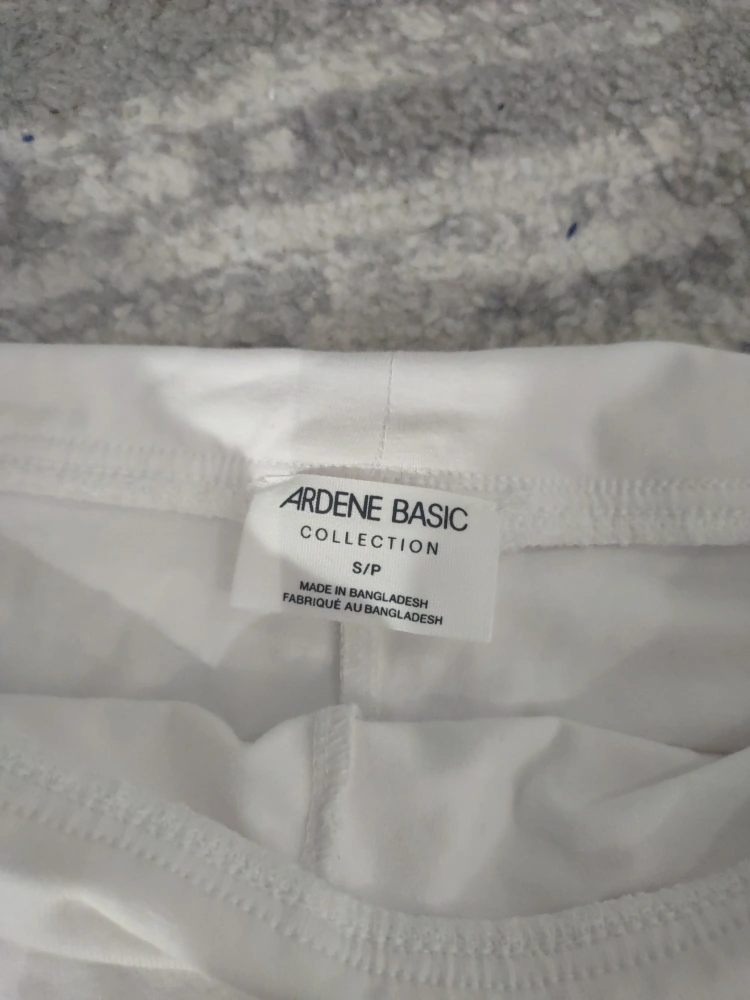 ARDENE BASIC
COLLECTION
S/P
MADE IN BANGLADESH
FABRIQUÉ AU BANGLADESH